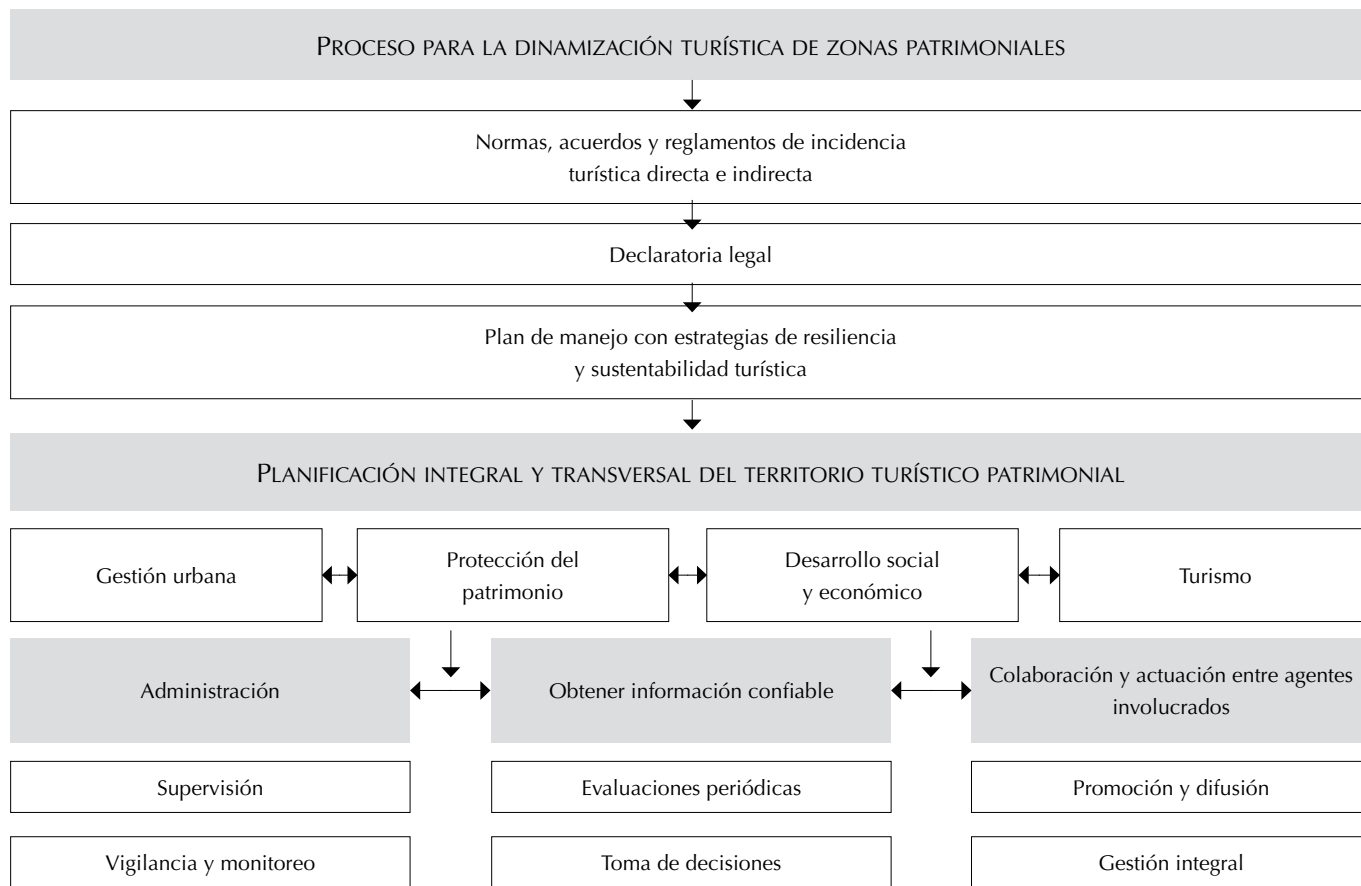 PROCESO PARA LA DINAMIZACIÓN TURÍSTICA DE ZONAS PATRIMONIALES
Normas, acuerdos y reglamentos de incidencia
turística directa e indirecta
Declaratoria legal
Plan de manejo con estrategias de resiliencia
y sustentabilidad turística
PLANIFICACIÓN INTEGRAL Y TRANSVERSAL DEL TERRITORIO TURÍSTICO PATRIMONIAL
Gestión urbana
Protección del
patrimonio
Desarrollo social
y económico
Turismo
Administración
Obtener información confiable
Colaboración y actuación entre agentes
involucrados
Supervisión
Evaluaciones periódicas
Promoción y difusión
Vigilancia y monitoreo
Toma de decisiones
Gestión integral